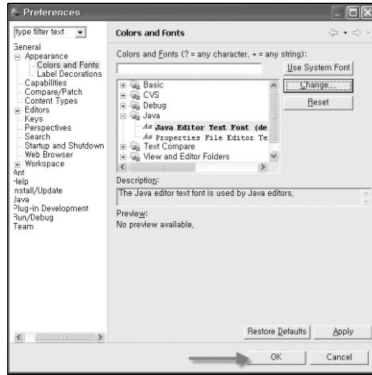 Preferences
type filter text
General
Appearance
Colors and Fonts
Label Decorations
Capabilities
Compare/Patch
Content Types
Editors
Keys
Perspectives
Search
Startup and Shutdown
Web Browser
Workspace
Ant
Help
Install/Update
Java
Plug-in Development
Run/Debug
Team
Colors and Fonts
Colors and Fonts (? = any character, * = any string):
Use System Font
Basic
CVS
Debug
Java
Aa Java Editor Text Font (de
Aa Properties File Editor Te
Text Compare
View and Editor Folders
Change...
Reset
Description:
The Java editor text font is used by Java editors,
Preview:
No preview available,
Restore Defaults
Apply
OK
Cancel